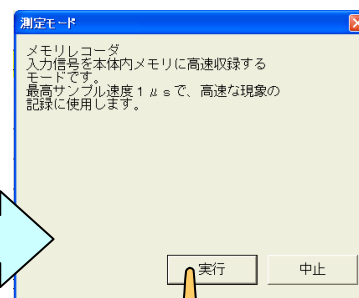 測定モード
メモリレコーダ
入力信号を本体内メモリに高速収録する
モードです。
最高サンプル速度1μsで、高速な現象の
記録に使用します。
実行
中止